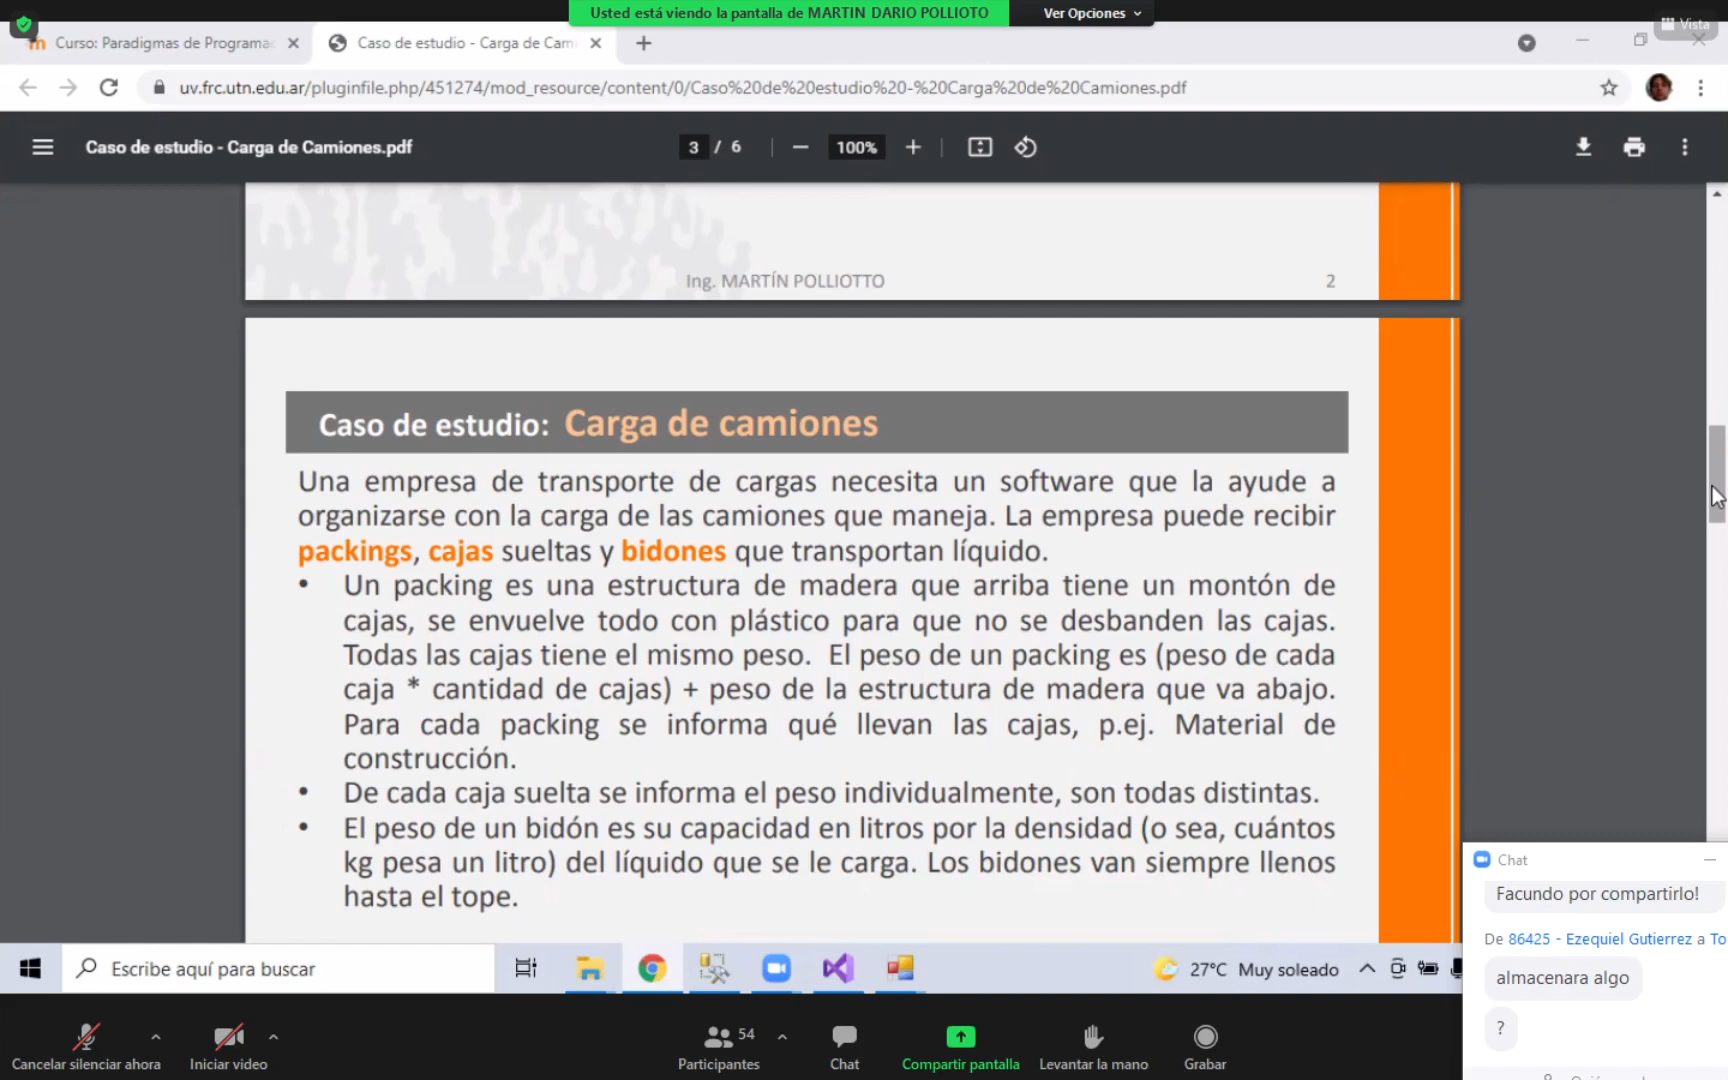 Usted está viendo la pantalla de MARTIN DARIO POLLIOTO
Ver Opciones
Vista
Curso: Paradigmas de Programac
Caso de estudio - Carga de Cam
uv.frc.utn.edu.ar/pluginfile.php/451274/mod_resource/content/0/Caso%20de%20estudio%20-%20Carga%20de%20Camiones.pdf
Caso de estudio - Carga de Camiones.pdf
3 / 6
100%
Ing. MARTÍN POLLIOTTO
2
Caso de estudio: Carga de camiones
Una empresa de transporte de cargas necesita un software que la ayude a
organizarse con la carga de las camiones que maneja. La empresa puede recibir
packings, cajas sueltas y bidones que transportan líquido.
• Un packing es una estructura de madera que arriba tiene un montón de
cajas, se envuelve todo con plástico para que no se desbanden las cajas.
Todas las cajas tiene el mismo peso. El peso de un packing es (peso de cada
caja * cantidad de cajas) + peso de la estructura de madera que va abajo.
Para cada packing se informa qué llevan las cajas, p.ej. Material de
construcción.
• De cada caja suelta se informa el peso individualmente, son todas distintas.
• El peso de un bidón es su capacidad en litros por la densidad (o sea, cuántos
kg pesa un litro) del líquido que se le carga. Los bidones van siempre llenos
hasta el tope.
Chat
Facundo por compartirlo!
De 86425 - Ezequiel Gutierrez a To
almacenara algo
?
Escribe aquí para buscar
27°C Muy soleado
Cancelar silenciar ahora
Iniciar video
54
Participantes
Chat
Compartir pantalla
Levantar la mano
Grabar